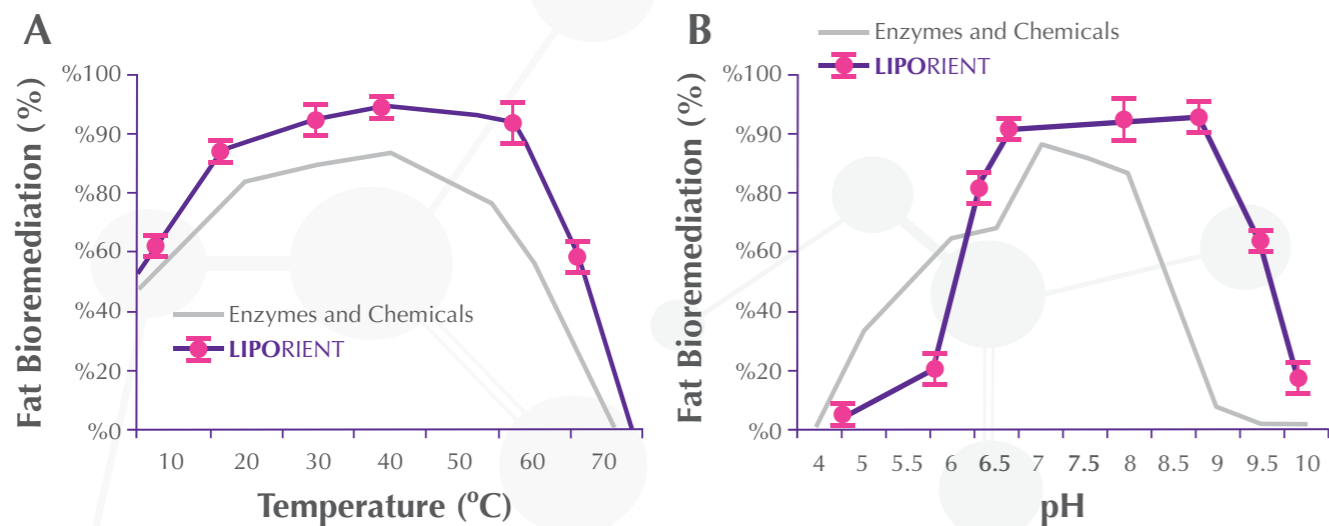 A
Fat Bioremediation (%)
%100
%90
%80
%60
%40
%20
%0
Enzymes and Chemicals
LIPORIENT
10 20 30 40 50 60 70
Temperature (ºC)
B
Enzymes and Chemicals
LIPORIENT
Fat Bioremediation (%)
%100
%90
%80
%60
%40
%20
%0
4 5 5.5 6 6.5 7 7.5 8 8.5 9 9.5 10
pH